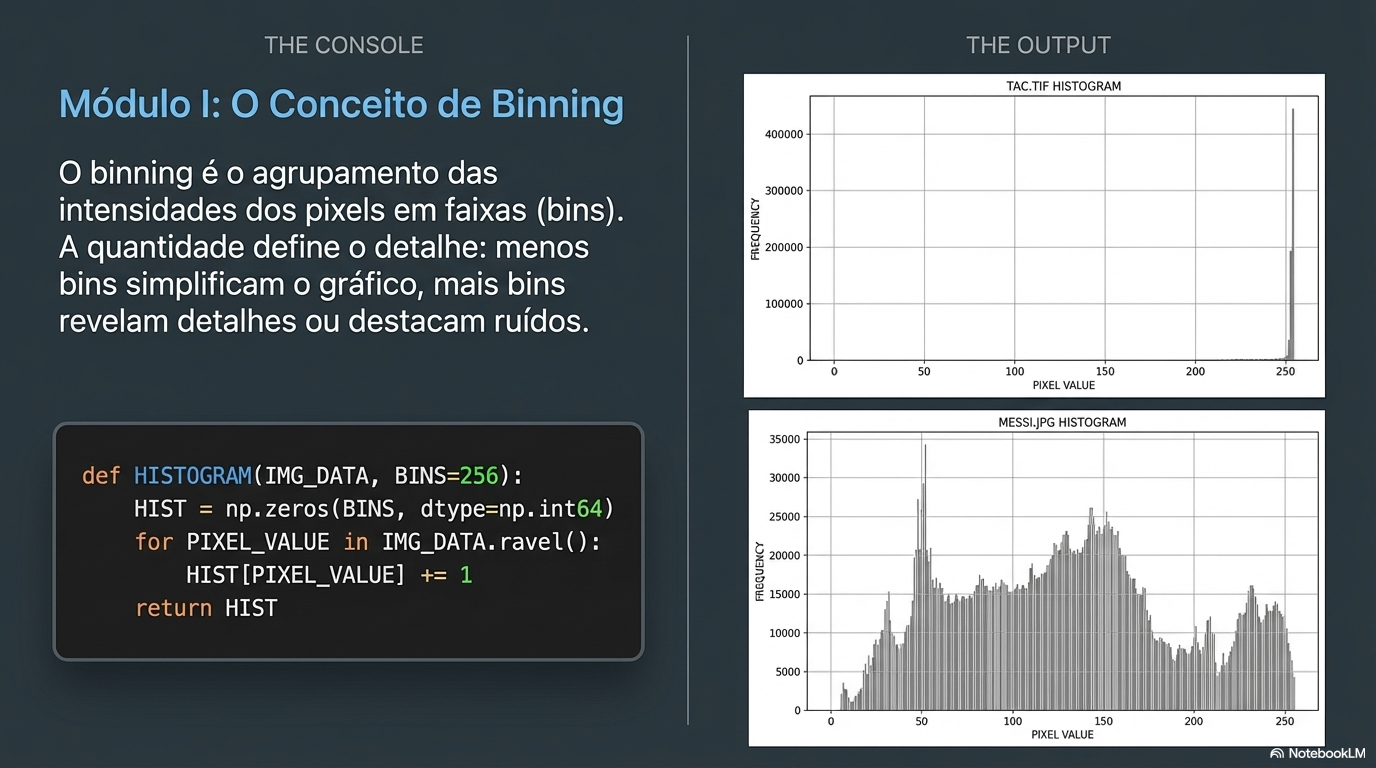 THE CONSOLE
Módulo I: O Conceito de Binning
O binning é o agrupamento das
intensidades dos pixels em faixas (bins).
A quantidade define o detalhe: menos
bins simplificam o gráfico, mais bins
revelam detalhes ou destacam ruídos.
def HISTOGRAM(IMG_DATA, BINS=256):
    HIST = np.zeros(BINS, dtype=np.int64)
    for PIXEL_VALUE in IMG_DATA.ravel():
        HIST[PIXEL_VALUE] += 1
    return HIST
THE OUTPUT
TAC.TIF HISTOGRAM
FREQUENCY
400000
300000
200000
100000
0
0 50 100 150 200 250
PIXEL VALUE
MESSI.JPG HISTOGRAM
FREQUENCY
35000
30000
25000
20000
15000
10000
5000
0
0 50 100 150 200 250
PIXEL VALUE
NotebookLM